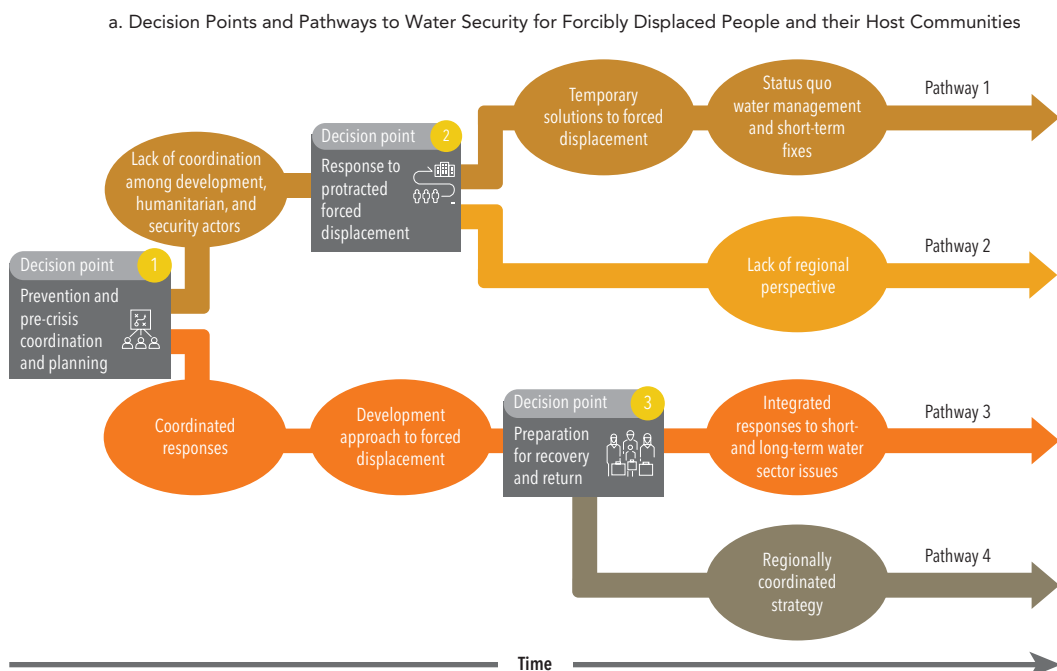 a. Decision Points and Pathways to Water Security for Forcibly Displaced People and their Host Communities
Temporary
solutions to forced
displacement
Status quo
water management
and short-term
fixes
Pathway 1
Lack of coordination
among development,
humanitarian, and
security actors
Decision point
2
Response to
protracted
forced
displacement
Lack of regional
perspective
Pathway 2
Decision point
1
Prevention and
pre-crisis
coordination
and planning
Coordinated
responses
Development
approach to forced
displacement
Decision point
3
Preparation
for recovery
and return
Integrated
responses to short-
and long-term water
sector issues
Pathway 3
Regionally
coordinated
strategy
Pathway 4
Time